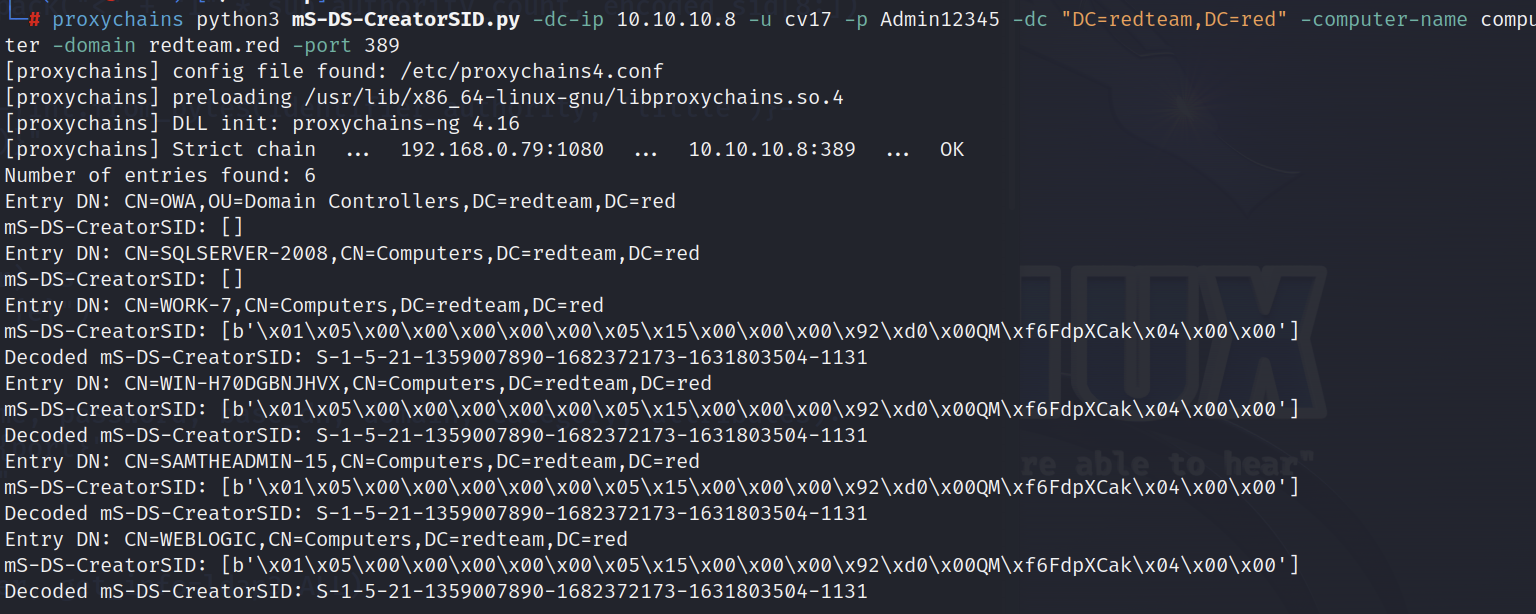 └─# proxychains python3 mS-DS-CreatorSID.py -dc-ip 10.10.10.8 -u cv17 -p Admin12345 -dc "DC=redteam,DC=red" -computer-name compu
ter -domain redteam.red -port 389
[proxychains] config file found: /etc/proxychains4.conf
[proxychains] preloading /usr/lib/x86_64-linux-gnu/libproxychains.so.4
[proxychains] DLL init: proxychains-ng 4.16
[proxychains] Strict chain  ...  192.168.0.79:1080  ...  10.10.10.8:389  ...  OK
Number of entries found: 6
Entry DN: CN=OWA,OU=Domain Controllers,DC=redteam,DC=red
mS-DS-CreatorSID: []
Entry DN: CN=SQLSERVER-2008,CN=Computers,DC=redteam,DC=red
mS-DS-CreatorSID: []
Entry DN: CN=WORK-7,CN=Computers,DC=redteam,DC=red
mS-DS-CreatorSID: [b'\x01\x05\x00\x00\x00\x00\x00\x05\x15\x00\x00\x00\x92\xd0\x00QM\xf6FdpXCak\x04\x00\x00']
Decoded mS-DS-CreatorSID: S-1-5-21-1359007890-1682372173-1631803504-1131
Entry DN: CN=WIN-H70DGBNJHVX,CN=Computers,DC=redteam,DC=red
mS-DS-CreatorSID: [b'\x01\x05\x00\x00\x00\x00\x00\x05\x15\x00\x00\x00\x92\xd0\x00QM\xf6FdpXCak\x04\x00\x00']
Decoded mS-DS-CreatorSID: S-1-5-21-1359007890-1682372173-1631803504-1131
Entry DN: CN=SAMTHEADMIN-15,CN=Computers,DC=redteam,DC=red
mS-DS-CreatorSID: [b'\x01\x05\x00\x00\x00\x00\x00\x05\x15\x00\x00\x00\x92\xd0\x00QM\xf6FdpXCak\x04\x00\x00']
Decoded mS-DS-CreatorSID: S-1-5-21-1359007890-1682372173-1631803504-1131
Entry DN: CN=WEBLOGIC,CN=Computers,DC=redteam,DC=red
mS-DS-CreatorSID: [b'\x01\x05\x00\x00\x00\x00\x00\x05\x15\x00\x00\x00\x92\xd0\x00QM\xf6FdpXCak\x04\x00\x00']
Decoded mS-DS-CreatorSID: S-1-5-21-1359007890-1682372173-1631803504-1131
re able to hear"